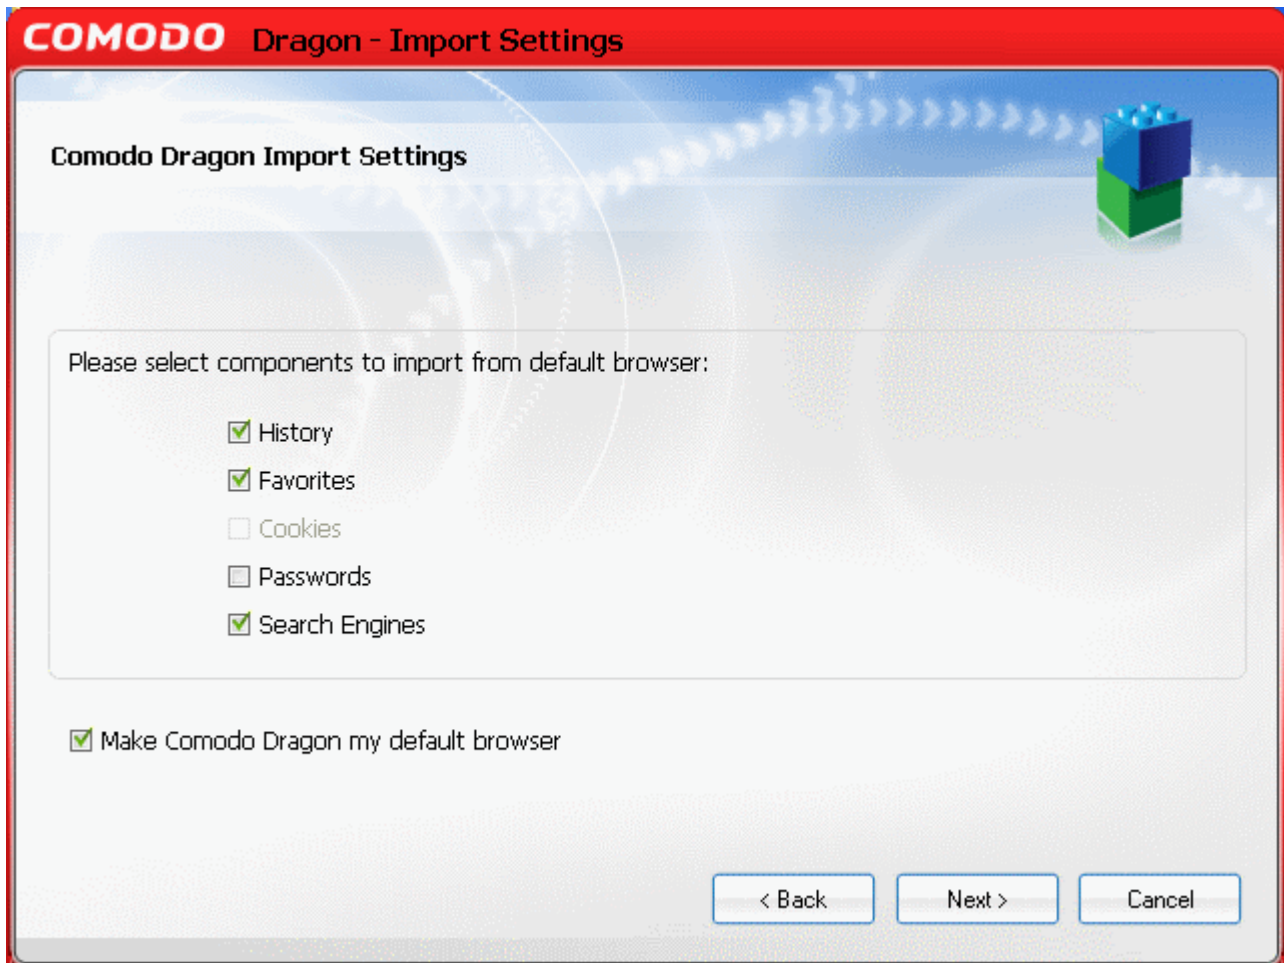 COMODO Dragon - Import Settings
Comodo Dragon Import Settings
Please select components to import from default browser:
History
Favorites
Cookies
Passwords
Search Engines
Make Comodo Dragon my default browser
< Back Next > Cancel